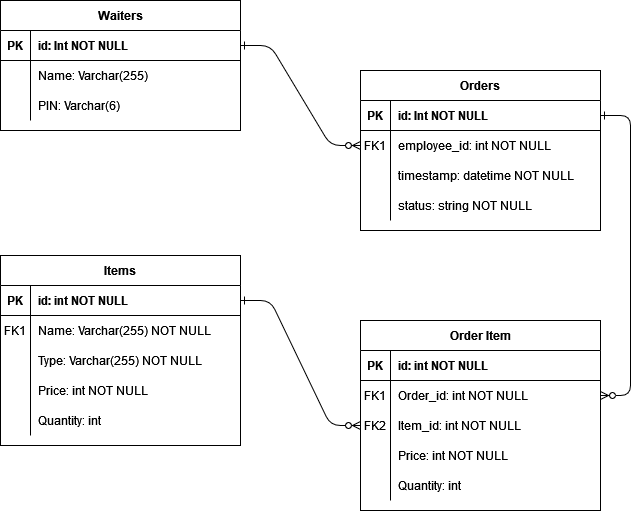 Waiters
PK id: Int NOT NULL
Name: Varchar(255)
PIN: Varchar(6)
Orders
PK id: Int NOT NULL
FK1 employee_id: int NOT NULL
timestamp: datetime NOT NULL
status: string NOT NULL
Items
PK id: int NOT NULL
FK1 Name: Varchar(255) NOT NULL
Type: Varchar(255) NOT NULL
Price: int NOT NULL
Quantity: int
Order Item
PK id: int NOT NULL
FK1 Order_id: int NOT NULL
FK2 Item_id: int NOT NULL
Price: int NOT NULL
Quantity: int